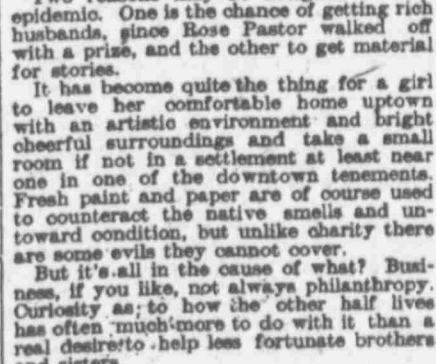 epidemic. One is the chance of getting rich
husbands, since Rose Pastor walked off
with a prize, and the other to get material
for stories.
It has become quite the thing for a girl
to leave her comfortable home uptown
with an artistic environment and bright
cheerful surroundings and take a small
room if not in a settlement at least near
one in one of the downtown tenements.
Fresh paint and paper are of course used
to counteract the native smells and un-
toward condition, but unlike charity there
are some evils they cannot cover.
But it's all in the cause of what? Busi-
ness, if you like, not always philanthropy.
Curiosity as to how the other half lives
has often much more to do with it than a
real desire to help less fortunate brothers
and sisters